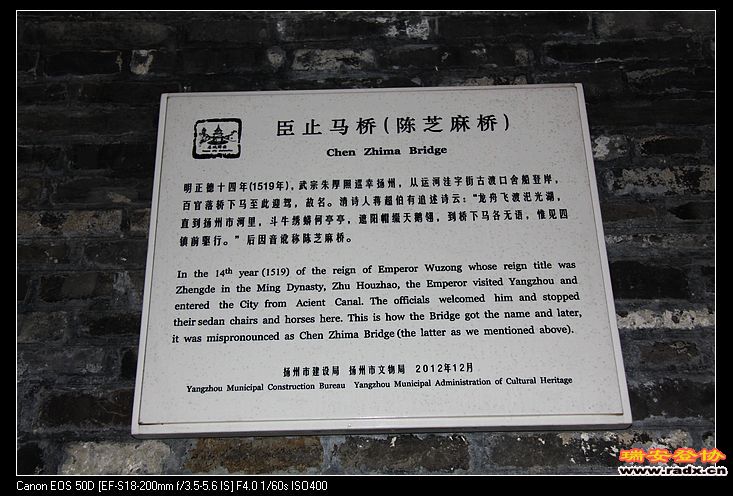 臣止马桥(陈芝麻桥)
Chen Zhima Bridge
明正德十四年(1519年)，武宗朱厚照巡幸扬州，从运河洼字街古渡口舍船登岸，
百官落桥下马至此迎驾，故名。清诗人蒋超伯有追述诗云："龙舟飞渡汜光湖，
直到扬州市河里，斗牛绣蟒何亭亭，遮阳帽缀天鹅翎，到桥下马各无语，惟见四
镇前驱行。"后因音讹称陈芝麻桥。
In the 14th year (1519) of the reign of Emperor Wuzong whose reign title was
Zhengde in the Ming Dynasty, Zhu Houzhao, the Emperor visited Yangzhou and
entered the City from Acient Canal. The officials welcomed him and stopped
their sedan chairs and horses here. This is how the Bridge got the name and later,
it was mispronounced as Chen Zhima Bridge (the latter as we mentioned above).
扬州市建设局 扬州市文物局 2012年12月
Yangzhou Municipal Construction Bureau Yangzhou Municipal Administration of Cultural Heritage
瑞安登协
www.radx.cn
Canon EOS 50D [EF-S18-200mm f/3.5-5.6 IS] F4.0 1/60s ISO400